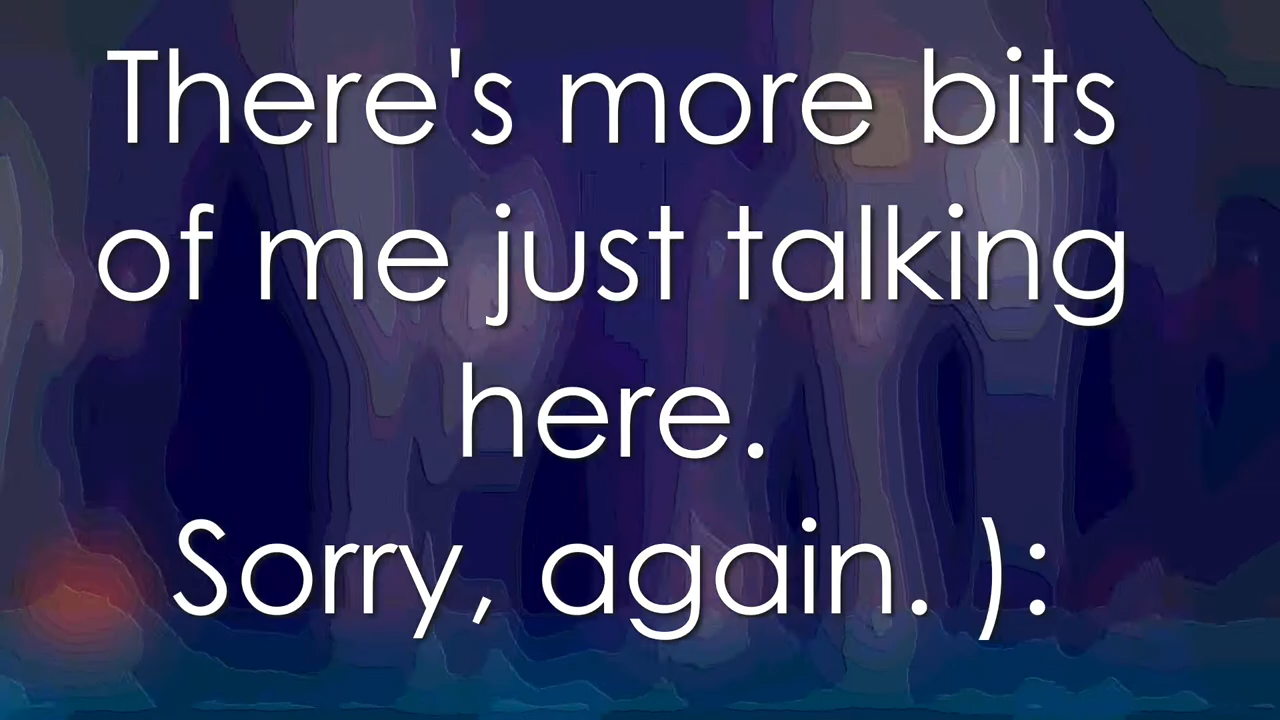 There's more bits
of me just talking
here.
Sorry, again. ):